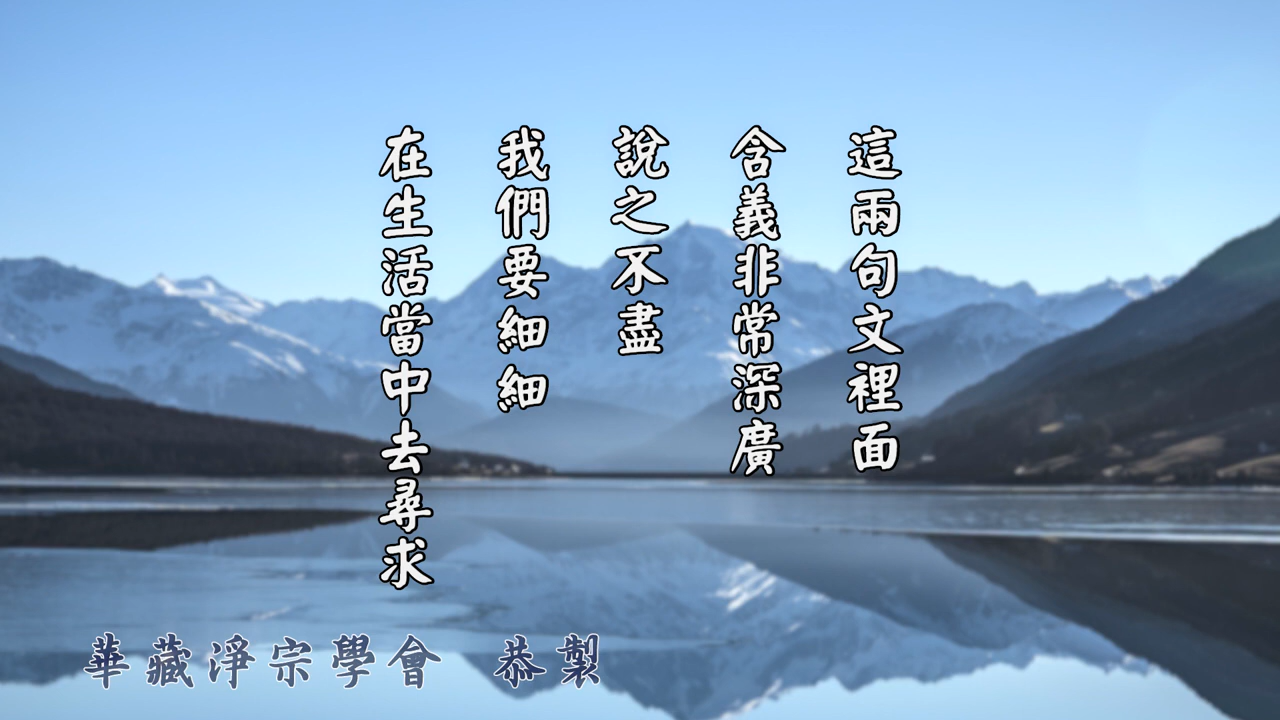 這兩句文裡面
含義非常深廣
說之不盡
我們要細細
在生活當中去尋求
華藏淨宗學會 恭製